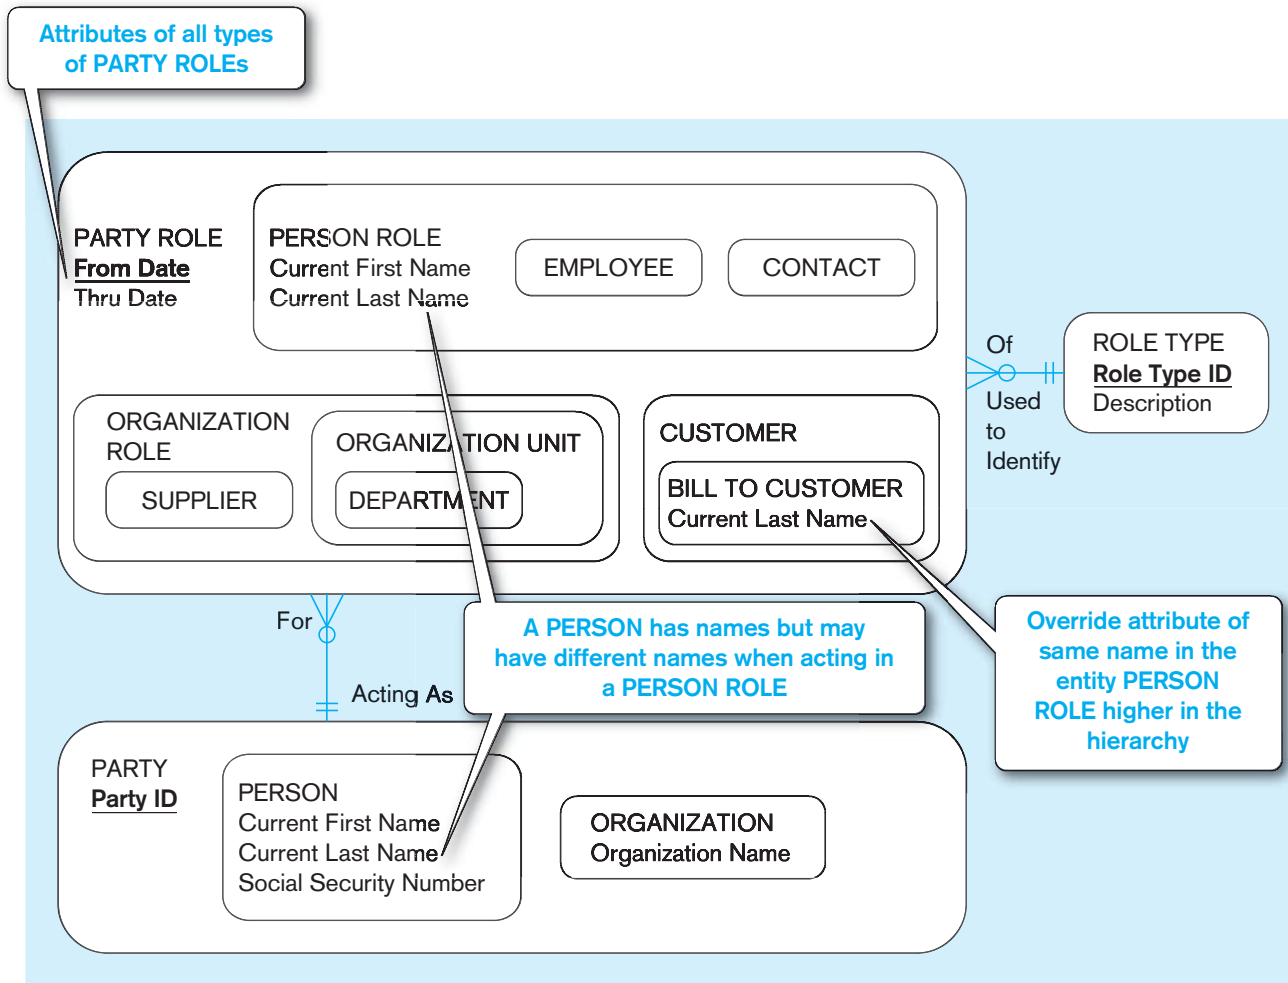 Attributes of all types
of PARTY ROLEs
PARTY ROLE
From Date
Thru Date
PERSON ROLE
Current First Name
Current Last Name
EMPLOYEE
CONTACT
Of
Used
to
Identify
ROLE TYPE
Role Type ID
Description
ORGANIZATION
ROLE
SUPPLIER
ORGANIZATION UNIT
DEPARTMENT
CUSTOMER
BILL TO CUSTOMER
Current Last Name
For
Acting As
A PERSON has names but may
have different names when acting in
a PERSON ROLE
Override attribute of
same name in the
entity PERSON
ROLE higher in the
hierarchy
PARTY
Party ID
PERSON
Current First Name
Current Last Name
Social Security Number
ORGANIZATION
Organization Name